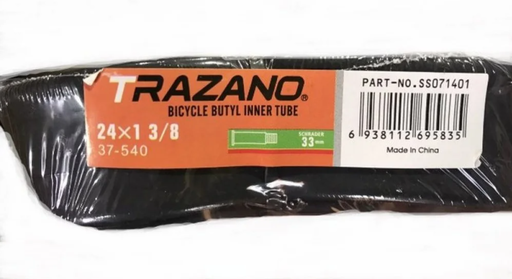 TRAZANO®
BICYCLE BUTYL INNER TUBE
24×1 3/8
37-540
SCHRADER
33mm
PART-NO.SS071401
6 938112 695835
Made In China